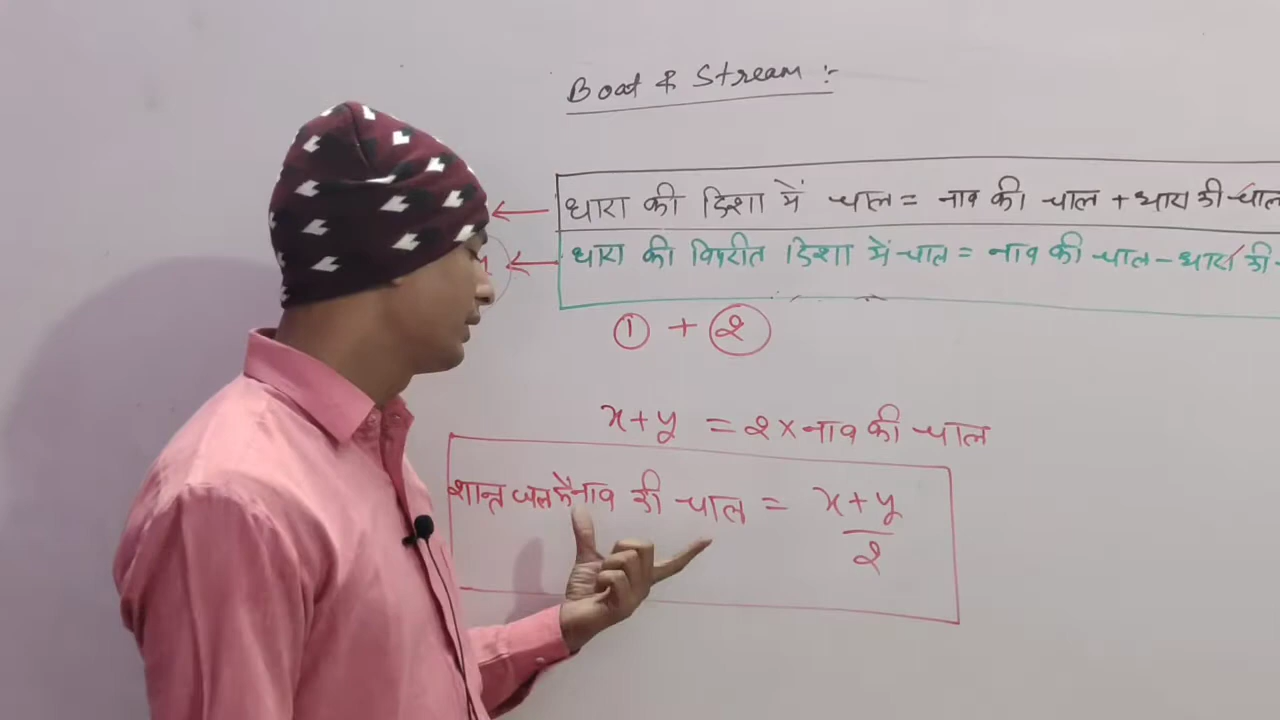 Boat & Stream :-
धारा की दिशा में चाल = नाव की चाल + धारा की चाल
धारा की विपरीत दिशा में चाल = नाव की चाल - धारा की
① + ②
x+y = 2 × नाव की चाल
शान्त जल में नाव की चाल = x+y
2